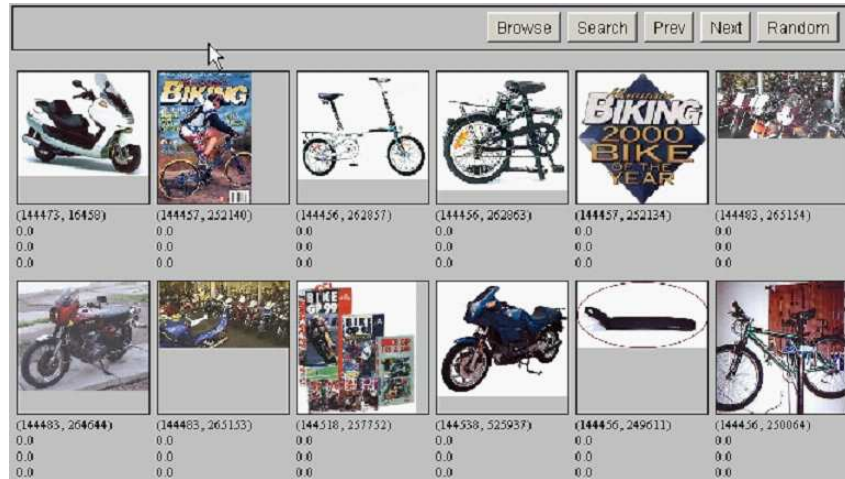 Browse Search Prev Next Random
BIKING
BIKING
2000
BIKE
OF THE
YEAR
(144473, 16458) (144457, 252140) (144456, 262857) (144456, 262863) (144457, 252134) (144483, 265154)
0.0 0.0 0.0 0.0 0.0 0.0
0.0 0.0 0.0 0.0 0.0 0.0
0.0 0.0 0.0 0.0 0.0 0.0
BIKE
GP 99
BIKE
(144483, 264644) (144483, 265153) (144518, 257752) (144538, 525937) (144456, 249611) (144456, 250064)
0.0 0.0 0.0 0.0 0.0 0.0
0.0 0.0 0.0 0.0 0.0 0.0
0.0 0.0 0.0 0.0 0.0 0.0